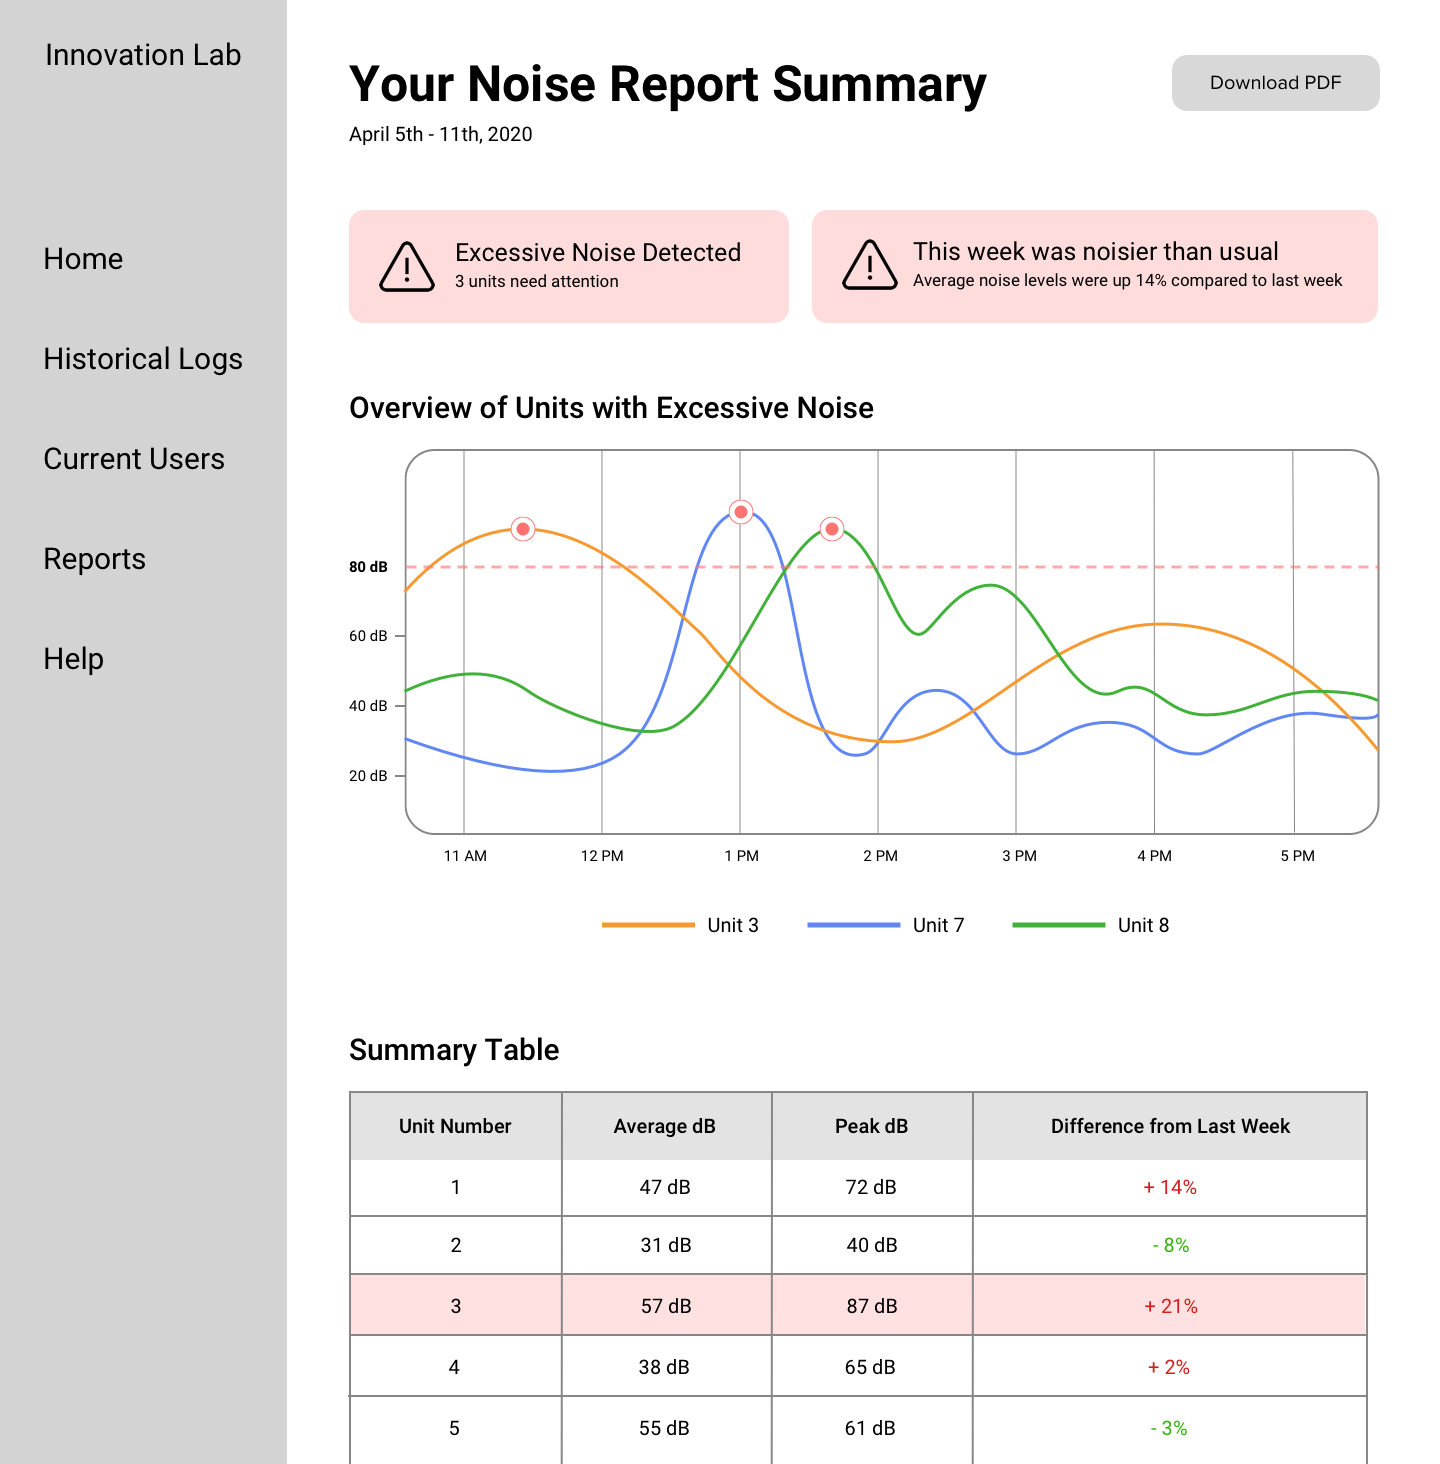 Innovation Lab
Home
Historical Logs
Current Users
Reports
Help
Your Noise Report Summary
Download PDF
April 5th - 11th, 2020
Excessive Noise Detected
3 units need attention
This week was noisier than usual
Average noise levels were up 14% compared to last week
Overview of Units with Excessive Noise
80 dB
60 dB
40 dB
20 dB
11 AM 12 PM 1 PM 2 PM 3 PM 4 PM 5 PM
Unit 3 Unit 7 Unit 8
Summary Table
Unit Number Average dB Peak dB Difference from Last Week
1 47 dB 72 dB + 14%
2 31 dB 40 dB - 8%
3 57 dB 87 dB + 21%
4 38 dB 65 dB + 2%
5 55 dB 61 dB - 3%